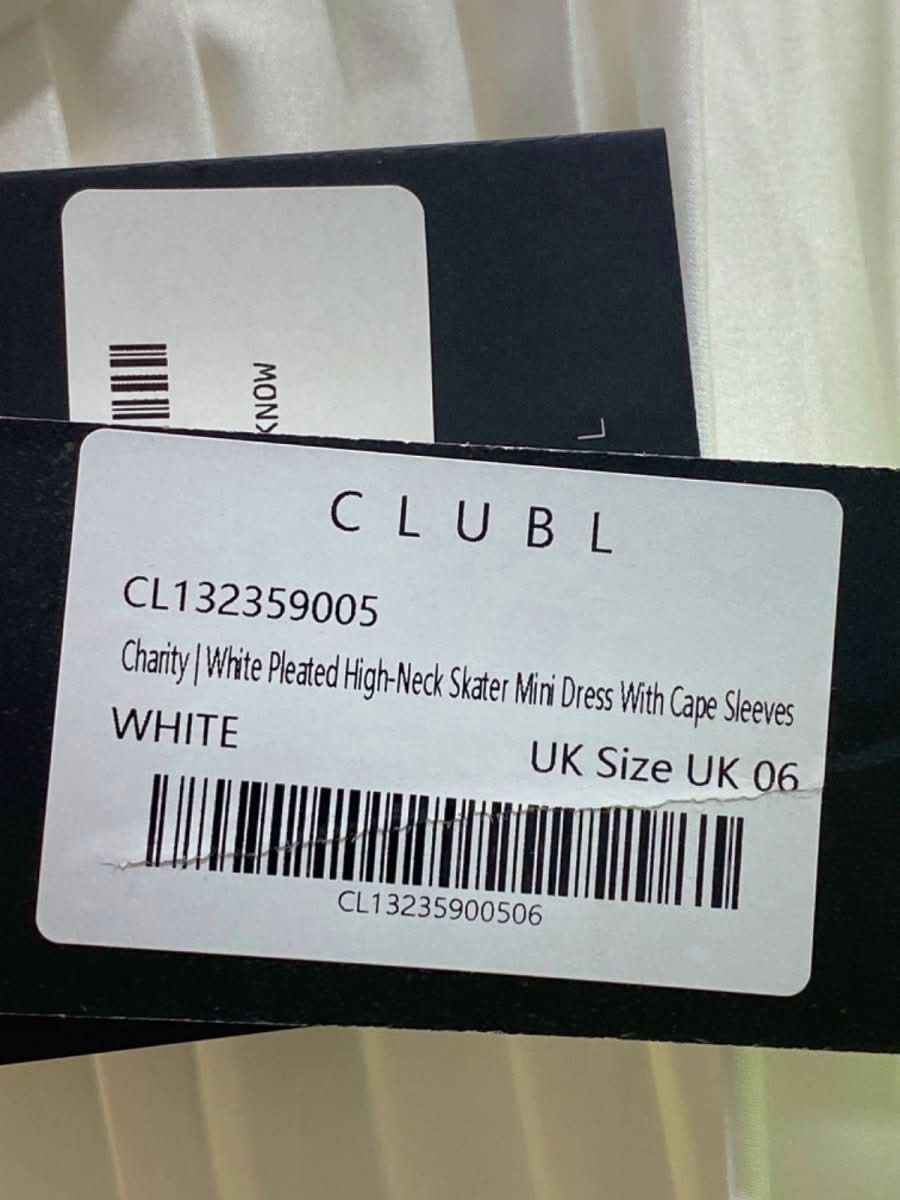 KNOW
L
C L U B L
CL132359005
Charity | White Pleated High-Neck Skater Mini Dress With Cape Sleeves
WHITE
UK Size UK 06
CL13235900506